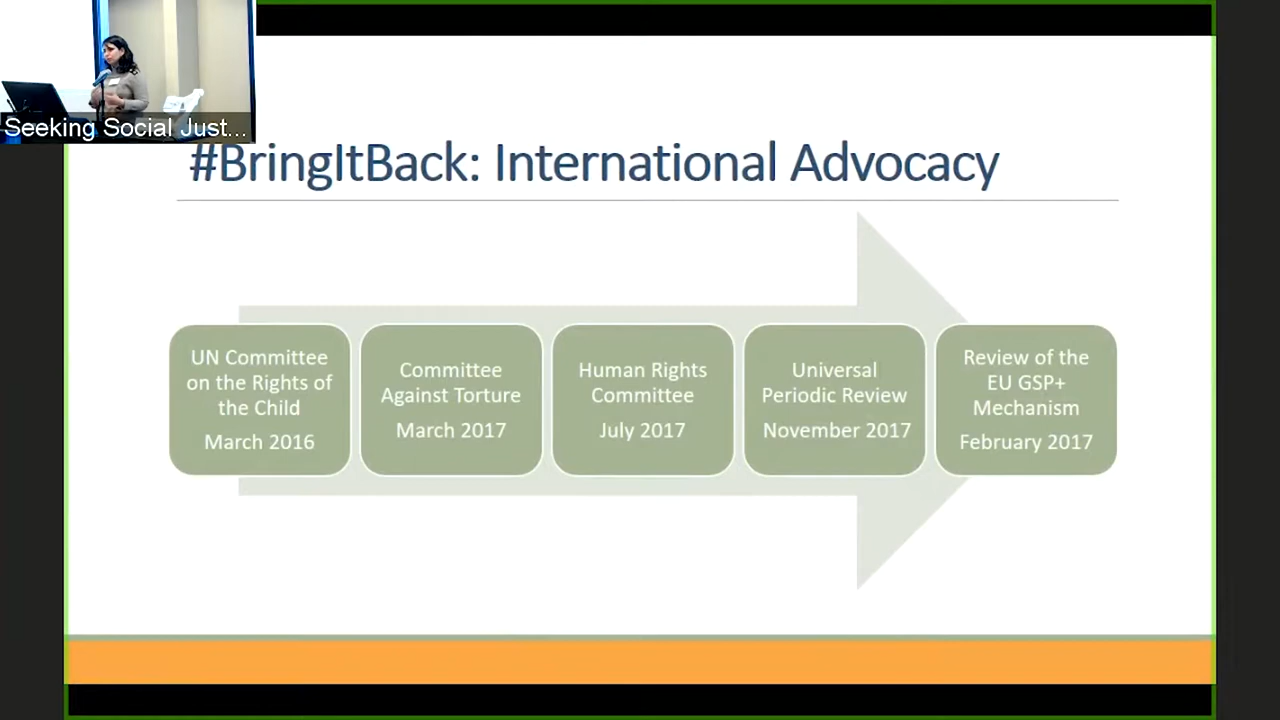 Seeking Social Just...
#BringItBack: International Advocacy
UN Committee
on the Rights of
the Child
March 2016
Committee
Against Torture
March 2017
Human Rights
Committee
July 2017
Universal
Periodic Review
November 2017
Review of the
EU GSP+
Mechanism
February 2017